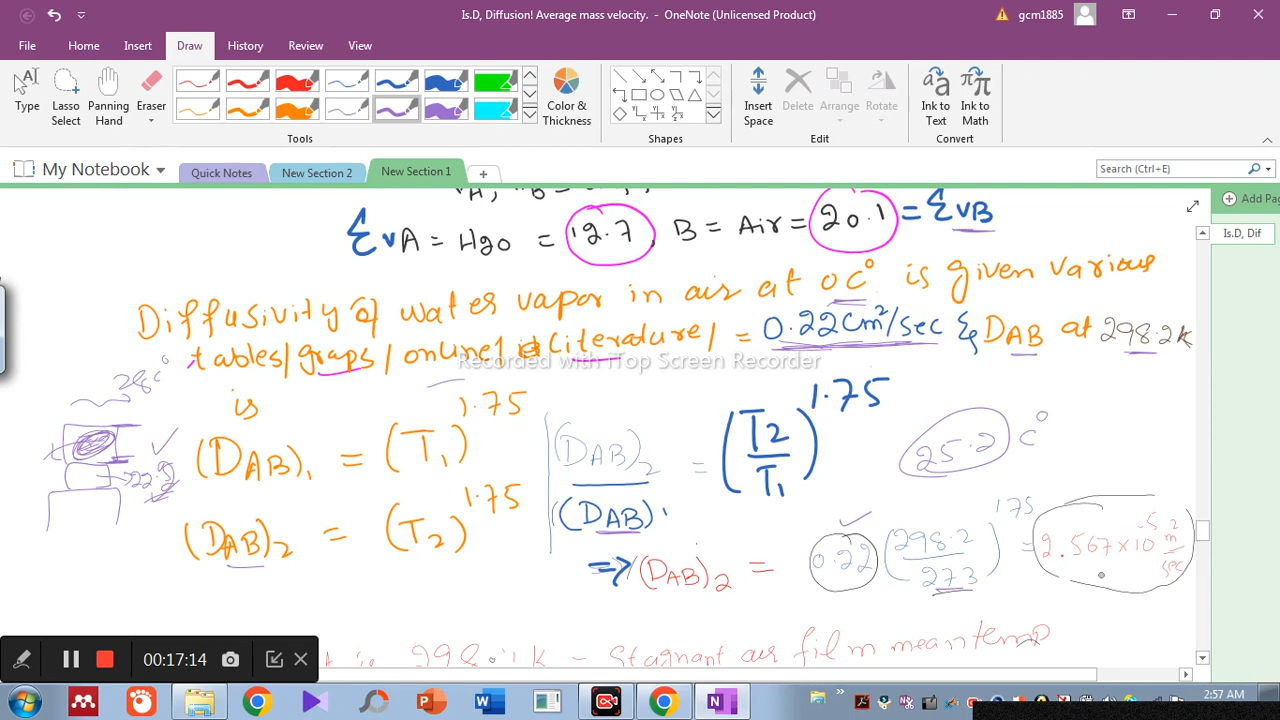 Is.D, Diffusion! Average mass velocity. - OneNote (Unlicensed Product)
gcm1885
File Home Insert Draw History Review View
Type
Lasso Select
Panning Hand
Eraser
Color & Thickness
Insert Space
Delete
Arrange
Rotate
Ink to Text
Ink to Math
Tools
Shapes
Edit
Convert
My Notebook
Quick Notes
New Section 2
New Section 1
Search (Ctrl+E)
Add Pag
Is.D, Dif
ΣvA = H20 = 12.7, B = Air = 20.1 = ΣvB
Diffusivity of water vapor in air at 0 c° is given various
tables/graps/online/ (literature/ = 0.22 Cm²/sec & DAB at 298.2K
is
28c°
22.2
(DAB)1 = (T1)^1.75
(DAB)2 = (T2)^1.75
(DAB)2 / (DAB)1 = (T2/T1)^1.75
25.2 c°
=> (DAB)2 = 0.22 (298.2/273)^1.75 = 2.567 x 10^-5 m²/sec
298. K - Stagnant air film mean temp
Recorded with iTop Screen Recorder
00:17:14
2:57 AM